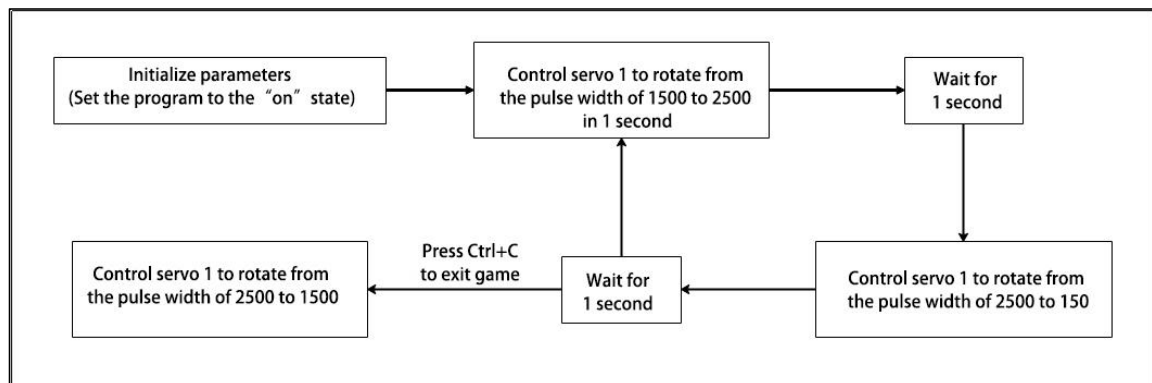 Initialize parameters
(Set the program to the “on” state)
Control servo 1 to rotate from
the pulse width of 1500 to 2500
in 1 second
Wait for
1 second
Control servo 1 to rotate from
the pulse width of 2500 to 150
Wait for
1 second
Press Ctrl+C
to exit game
Control servo 1 to rotate from
the pulse width of 2500 to 1500